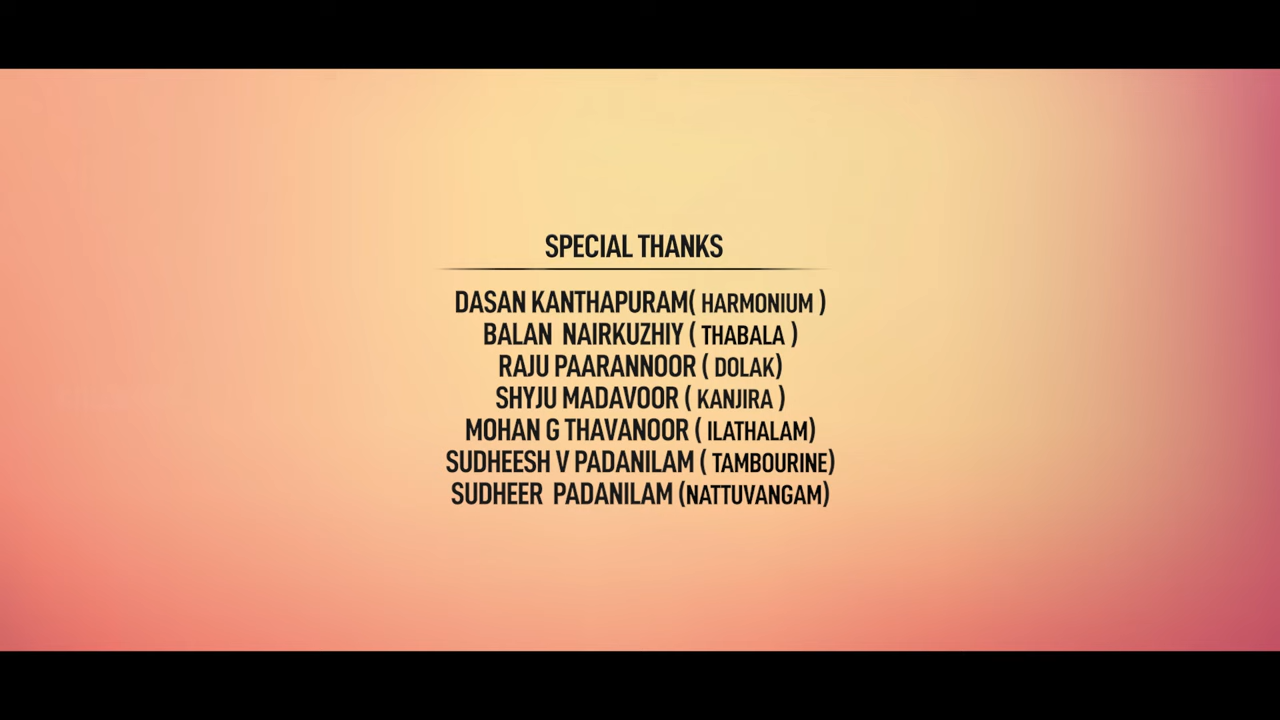 SPECIAL THANKS
DASAN KANTHAPURAM( HARMONIUM )
BALAN  NAIRKUZHIY ( THABALA )
RAJU PAARANNOOR ( DOLAK)
SHYJU MADAVOOR ( KANJIRA )
MOHAN G THAVANOOR ( ILATHALAM)
SUDHEESH V PADANILAM ( TAMBOURINE)
SUDHEER  PADANILAM (NATTUVANGAM)